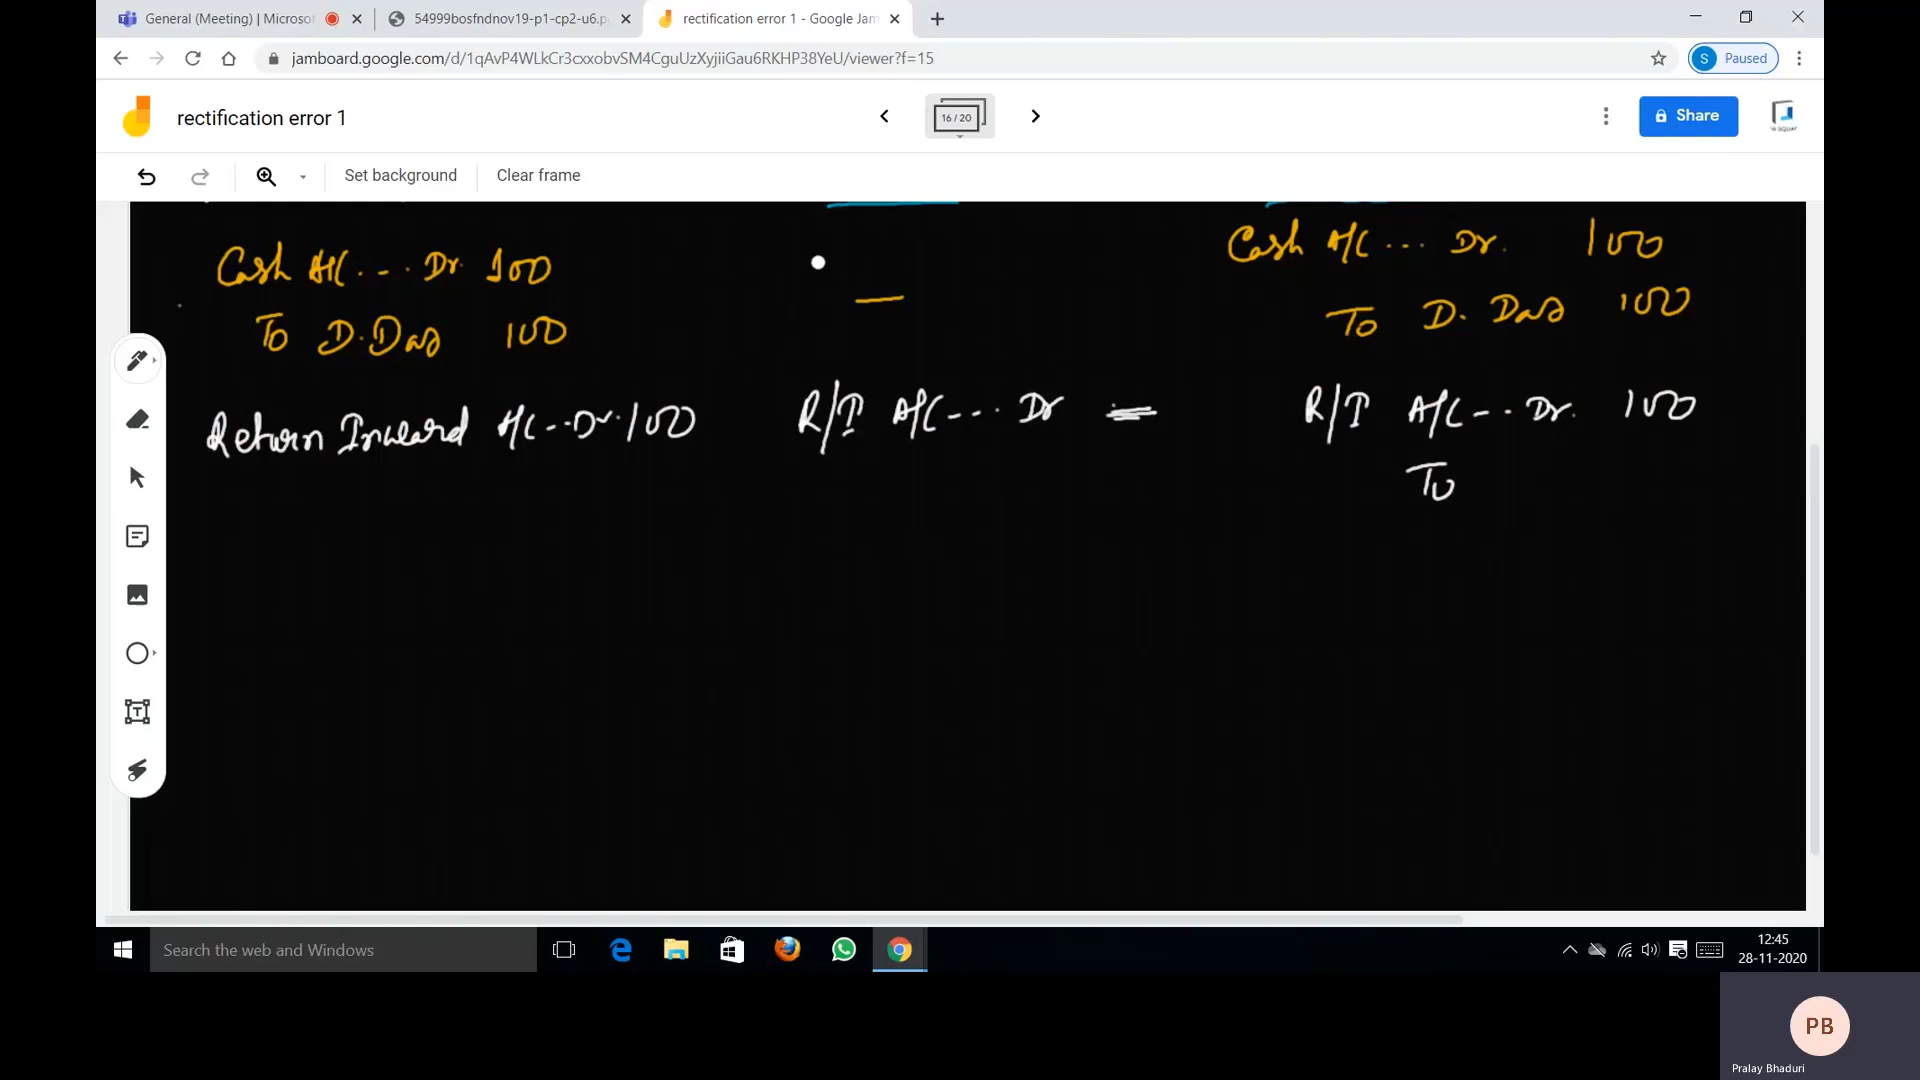 General (Meeting) | Microsof
54999bosfndnov19-p1-cp2-u6.p
rectification error 1 - Google Jam
jamboard.google.com/d/1qAvP4WLkCr3cxxobvSM4CguUzXyjiiGau6RKHP38YeU/viewer?f=15
S Paused
rectification error 1
16 / 20
Share
Set background
Clear frame
Cash A/C ... Dr. 100
To D. Das 100
—
Cash A/C ... Dr. 100
To D. Das 100
Return Inward A/C -- Dr. 100
R/I A/C --.. Dr
R/I A/C -.. Dr. 100
To
Search the web and Windows
12:45
28-11-2020
PB
Pralay Bhaduri